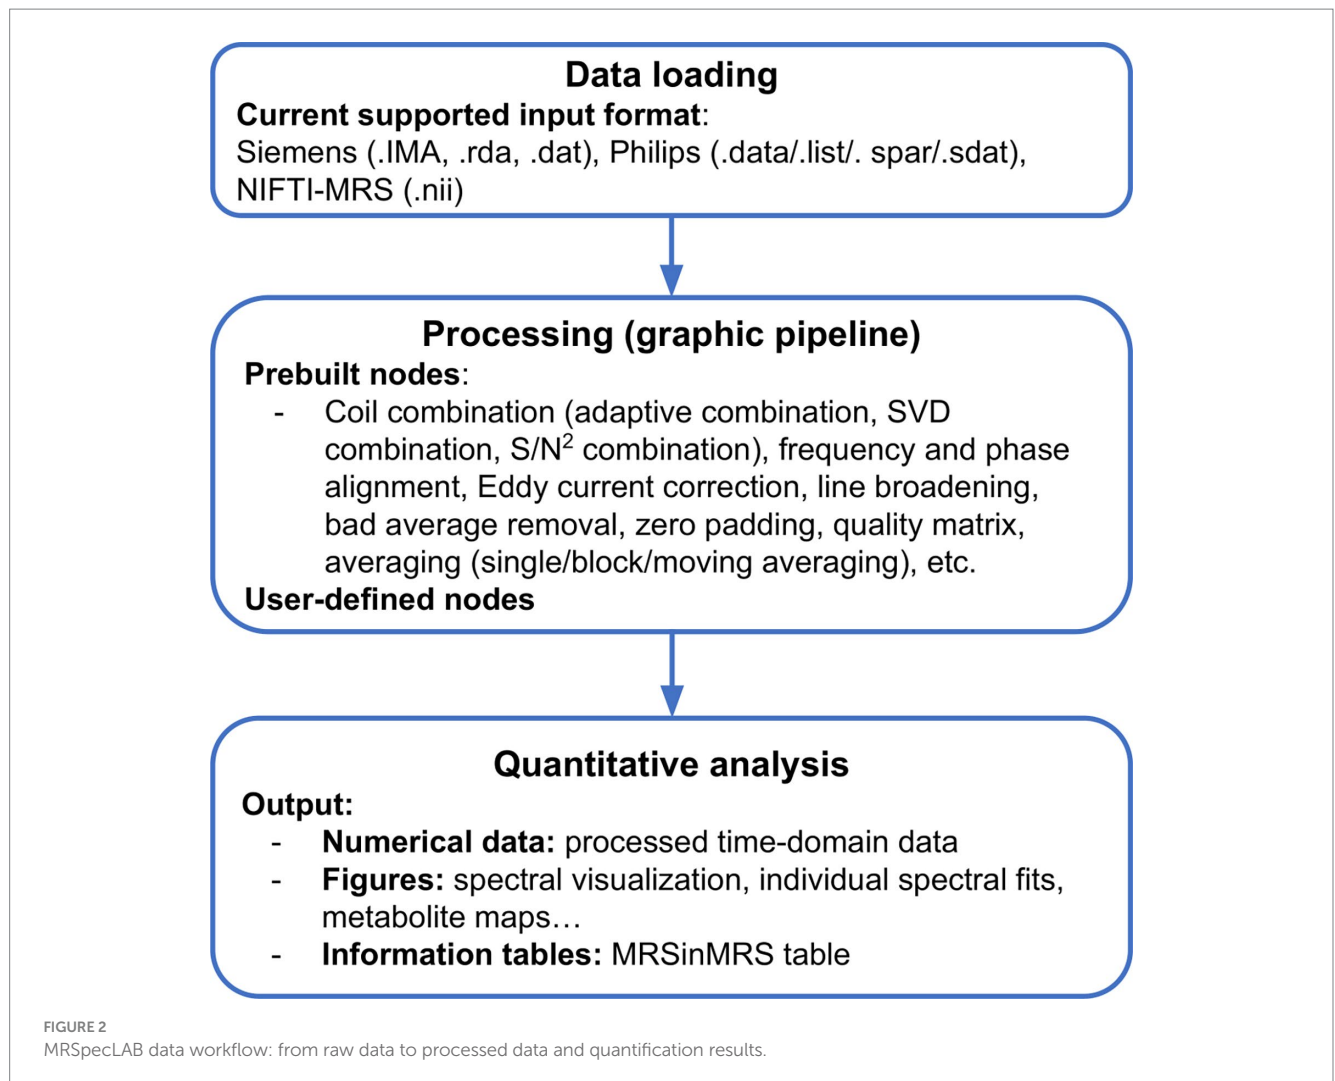 Data loading
Current supported input format:
Siemens (.IMA, .rda, .dat), Philips (.data/.list/. spar/.sdat),
NIFTI-MRS (.nii)
Processing (graphic pipeline)
Prebuilt nodes:
- Coil combination (adaptive combination, SVD
combination, S/N² combination), frequency and phase
alignment, Eddy current correction, line broadening,
bad average removal, zero padding, quality matrix,
averaging (single/block/moving averaging), etc.
User-defined nodes
Quantitative analysis
Output:
- Numerical data: processed time-domain data
- Figures: spectral visualization, individual spectral fits,
metabolite maps…
- Information tables: MRSinMRS table
FIGURE 2
MRSpecLAB data workflow: from raw data to processed data and quantification results.